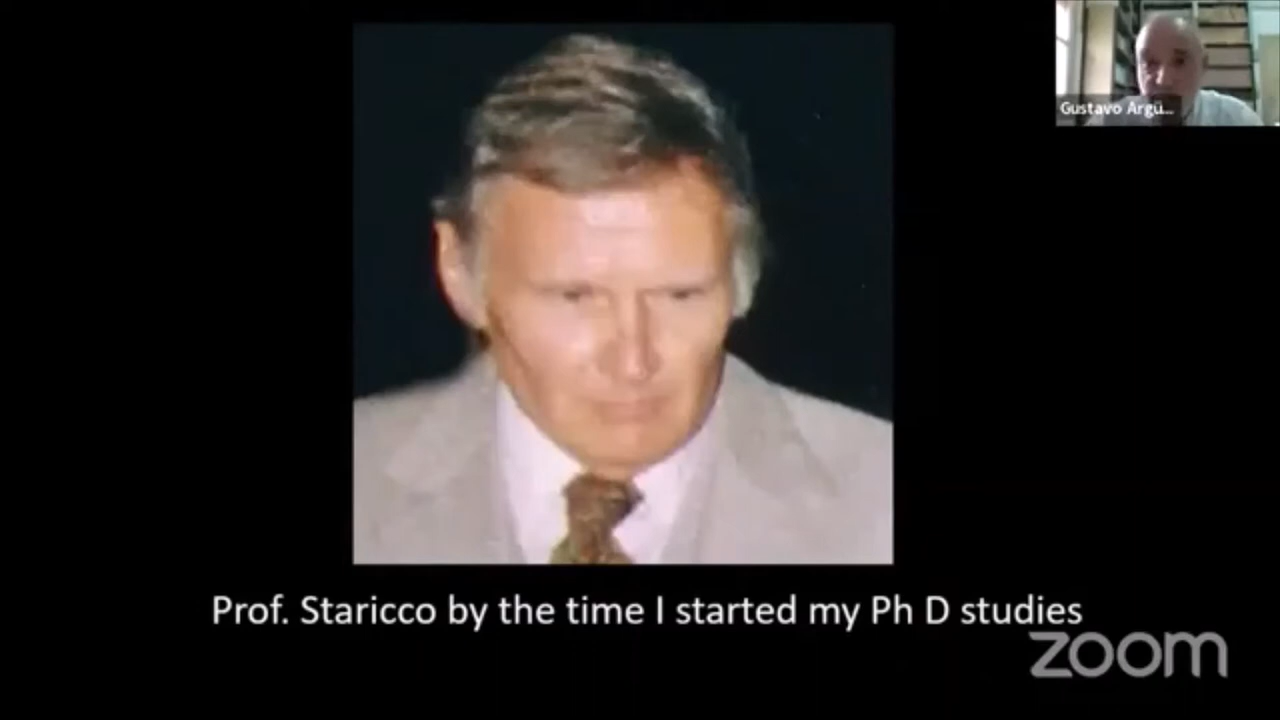 Gustavo Argü...
Prof. Staricco by the time I started my Ph D studies
zoom